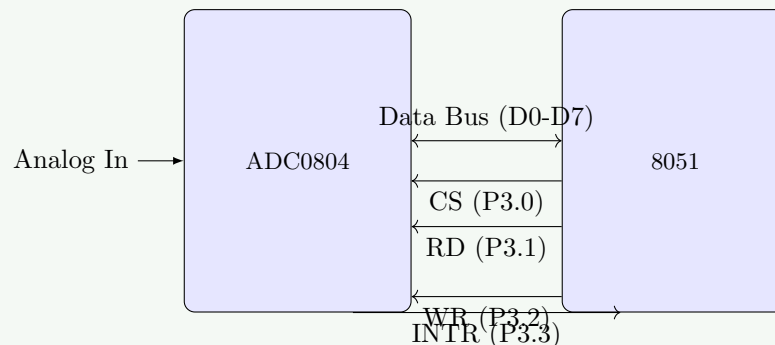 Data Bus (D0-D7)
Analog In
ADC0804
8051
CS (P3.0)
RD (P3.1)
WR (P3.2)
INTR (P3.3)